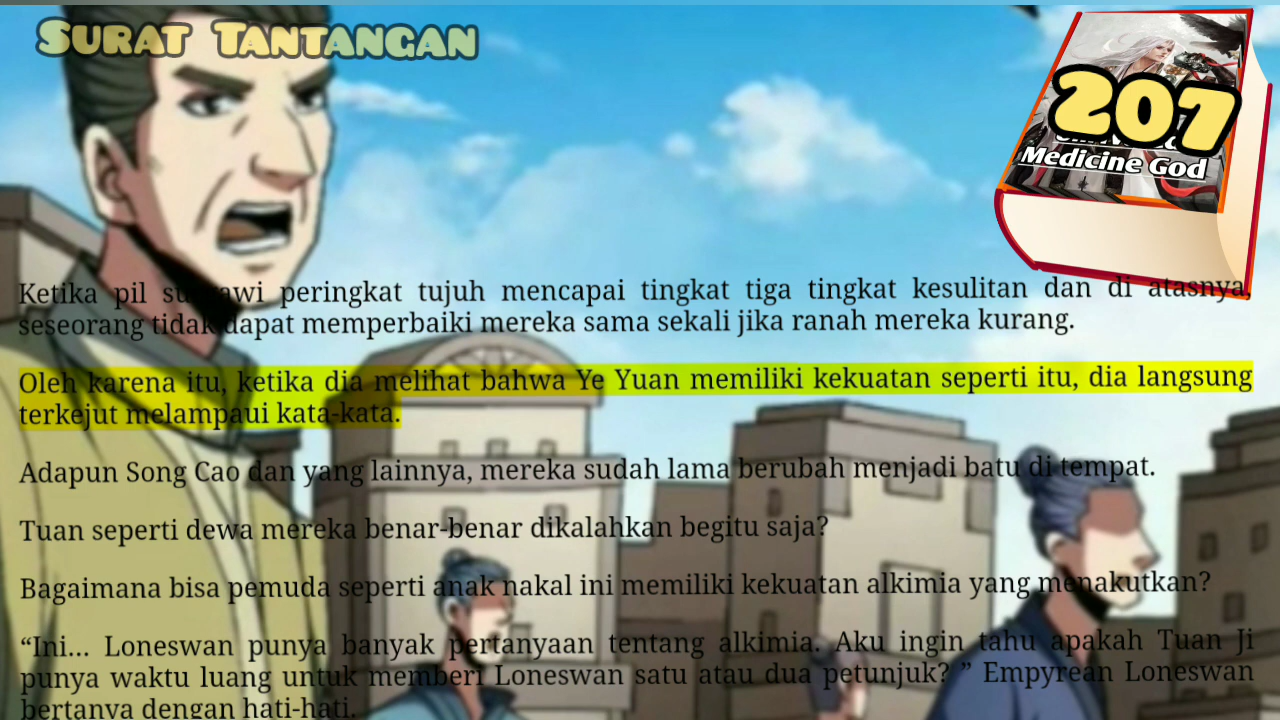 Surat Tantangan
207
Medicine God
Ketika pil surgawi peringkat tujuh mencapai tingkat tiga tingkat kesulitan dan di atasnya,
seseorang tidak dapat memperbaiki mereka sama sekali jika ranah mereka kurang.
Oleh karena itu, ketika dia melihat bahwa Ye Yuan memiliki kekuatan seperti itu, dia langsung
terkejut melampaui kata-kata.
Adapun Song Cao dan yang lainnya, mereka sudah lama berubah menjadi batu di tempat.
Tuan seperti dewa mereka benar-benar dikalahkan begitu saja?
Bagaimana bisa pemuda seperti anak nakal ini memiliki kekuatan alkimia yang menakutkan?
“Ini... Loneswan punya banyak pertanyaan tentang alkimia. Aku ingin tahu apakah Tuan Ji
punya waktu luang untuk memberi Loneswan satu atau dua petunjuk? ” Empyrean Loneswan
bertanya dengan hati-hati.